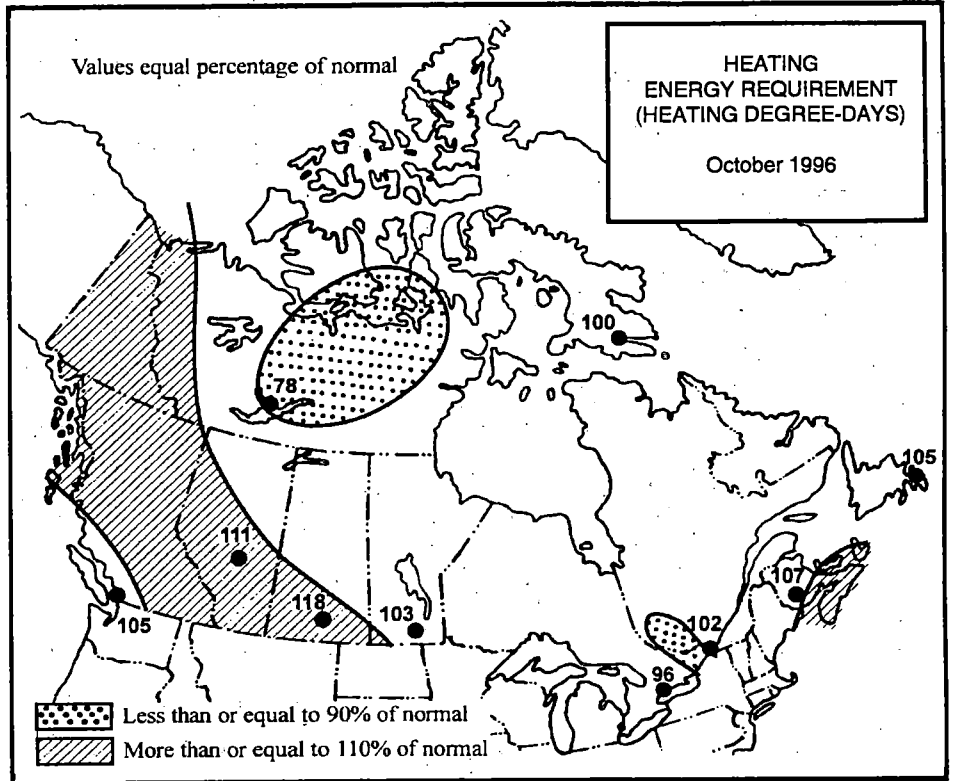 Values equal percentage of normal
HEATING
ENERGY REQUIREMENT
(HEATING DEGREE-DAYS)
October 1996
100
78
105
111
107
118
103
102
105
96
Less than or equal to 90% of normal
More than or equal to 110% of normal